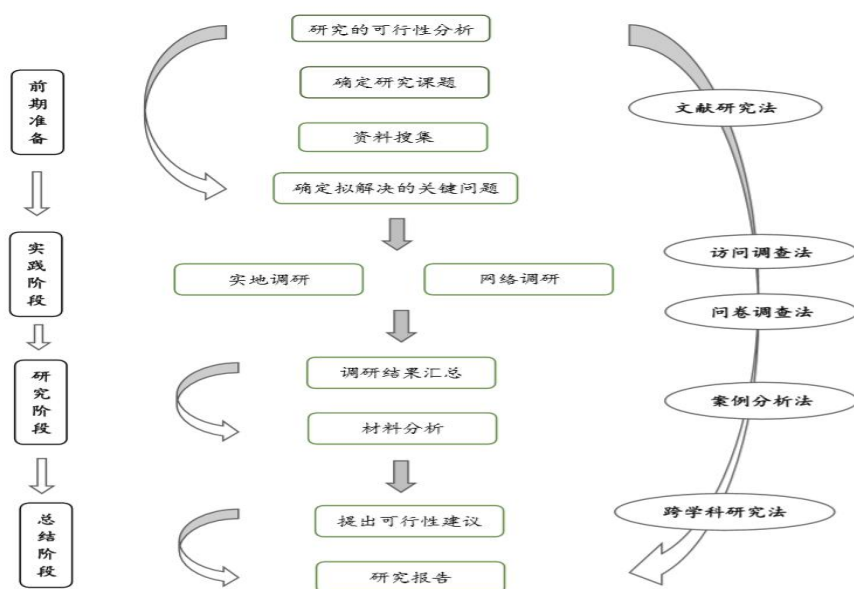 研究的可行性分析
前期准备
确定研究课题
文献研究法
资料搜集
确定拟解决的关键问题
实践阶段
访问调查法
实地调研
网络调研
问卷调查法
研究阶段
调研结果汇总
案例分析法
材料分析
总结阶段
提出可行性建议
跨学科研究法
研究报告